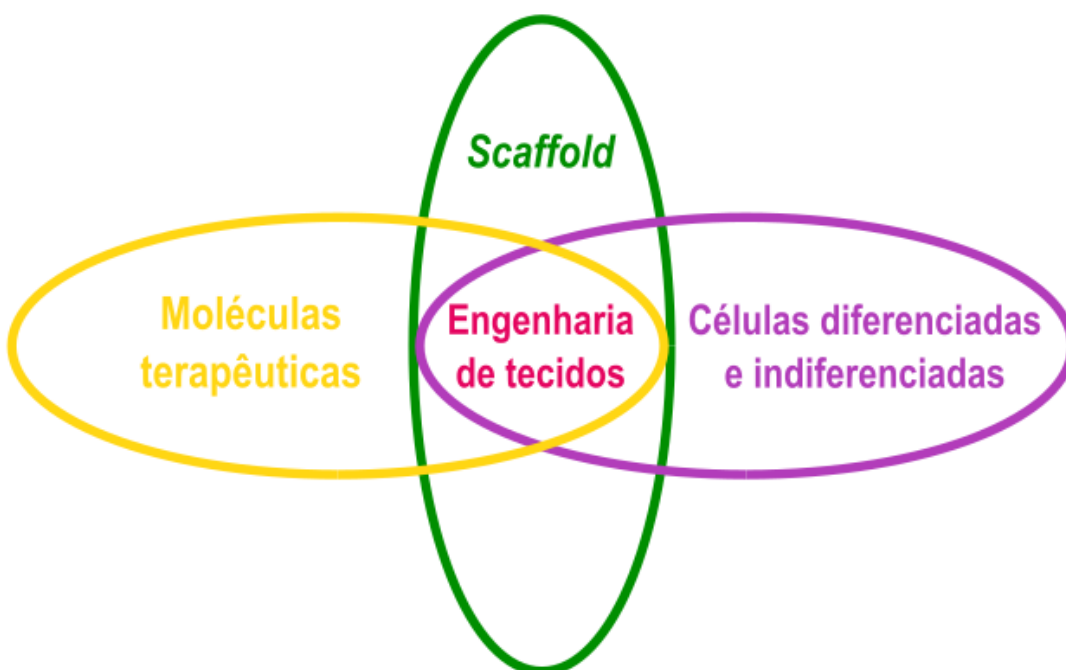 Scaffold
Moléculas
terapêuticas
Engenharia
de tecidos
Células diferenciadas
e indiferenciadas